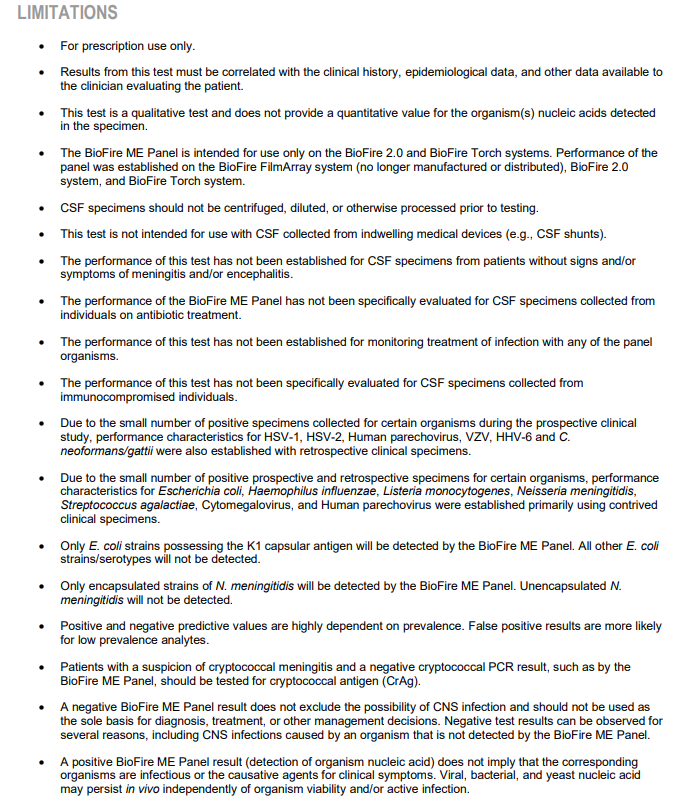 LIMITATIONS
• For prescription use only.
• Results from this test must be correlated with the clinical history, epidemiological data, and other data available to
the clinician evaluating the patient.
• This test is a qualitative test and does not provide a quantitative value for the organism(s) nucleic acids detected
in the specimen.
• The BioFire ME Panel is intended for use only on the BioFire 2.0 and BioFire Torch systems. Performance of the
panel was established on the BioFire FilmArray system (no longer manufactured or distributed), BioFire 2.0
system, and BioFire Torch system.
• CSF specimens should not be centrifuged, diluted, or otherwise processed prior to testing.
• This test is not intended for use with CSF collected from indwelling medical devices (e.g., CSF shunts).
• The performance of this test has not been established for CSF specimens from patients without signs and/or
symptoms of meningitis and/or encephalitis.
• The performance of the BioFire ME Panel has not been specifically evaluated for CSF specimens collected from
individuals on antibiotic treatment.
• The performance of this test has not been established for monitoring treatment of infection with any of the panel
organisms.
• The performance of this test has not been specifically evaluated for CSF specimens collected from
immunocompromised individuals.
• Due to the small number of positive specimens collected for certain organisms during the prospective clinical
study, performance characteristics for HSV-1, HSV-2, Human parechovirus, VZV, HHV-6 and C.
neoformans/gattii were also established with retrospective clinical specimens.
• Due to the small number of positive prospective and retrospective specimens for certain organisms, performance
characteristics for Escherichia coli, Haemophilus influenzae, Listeria monocytogenes, Neisseria meningitidis,
Streptococcus agalactiae, Cytomegalovirus, and Human parechovirus were established primarily using contrived
clinical specimens.
• Only E. coli strains possessing the K1 capsular antigen will be detected by the BioFire ME Panel. All other E. coli
strains/serotypes will not be detected.
• Only encapsulated strains of N. meningitidis will be detected by the BioFire ME Panel. Unencapsulated N.
meningitidis will not be detected.
• Positive and negative predictive values are highly dependent on prevalence. False positive results are more likely
for low prevalence analytes.
• Patients with a suspicion of cryptococcal meningitis and a negative cryptococcal PCR result, such as by the
BioFire ME Panel, should be tested for cryptococcal antigen (CrAg).
• A negative BioFire ME Panel result does not exclude the possibility of CNS infection and should not be used as
the sole basis for diagnosis, treatment, or other management decisions. Negative test results can be observed for
several reasons, including CNS infections caused by an organism that is not detected by the BioFire ME Panel.
• A positive BioFire ME Panel result (detection of organism nucleic acid) does not imply that the corresponding
organisms are infectious or the causative agents for clinical symptoms. Viral, bacterial, and yeast nucleic acid
may persist in vivo independently of organism viability and/or active infection.